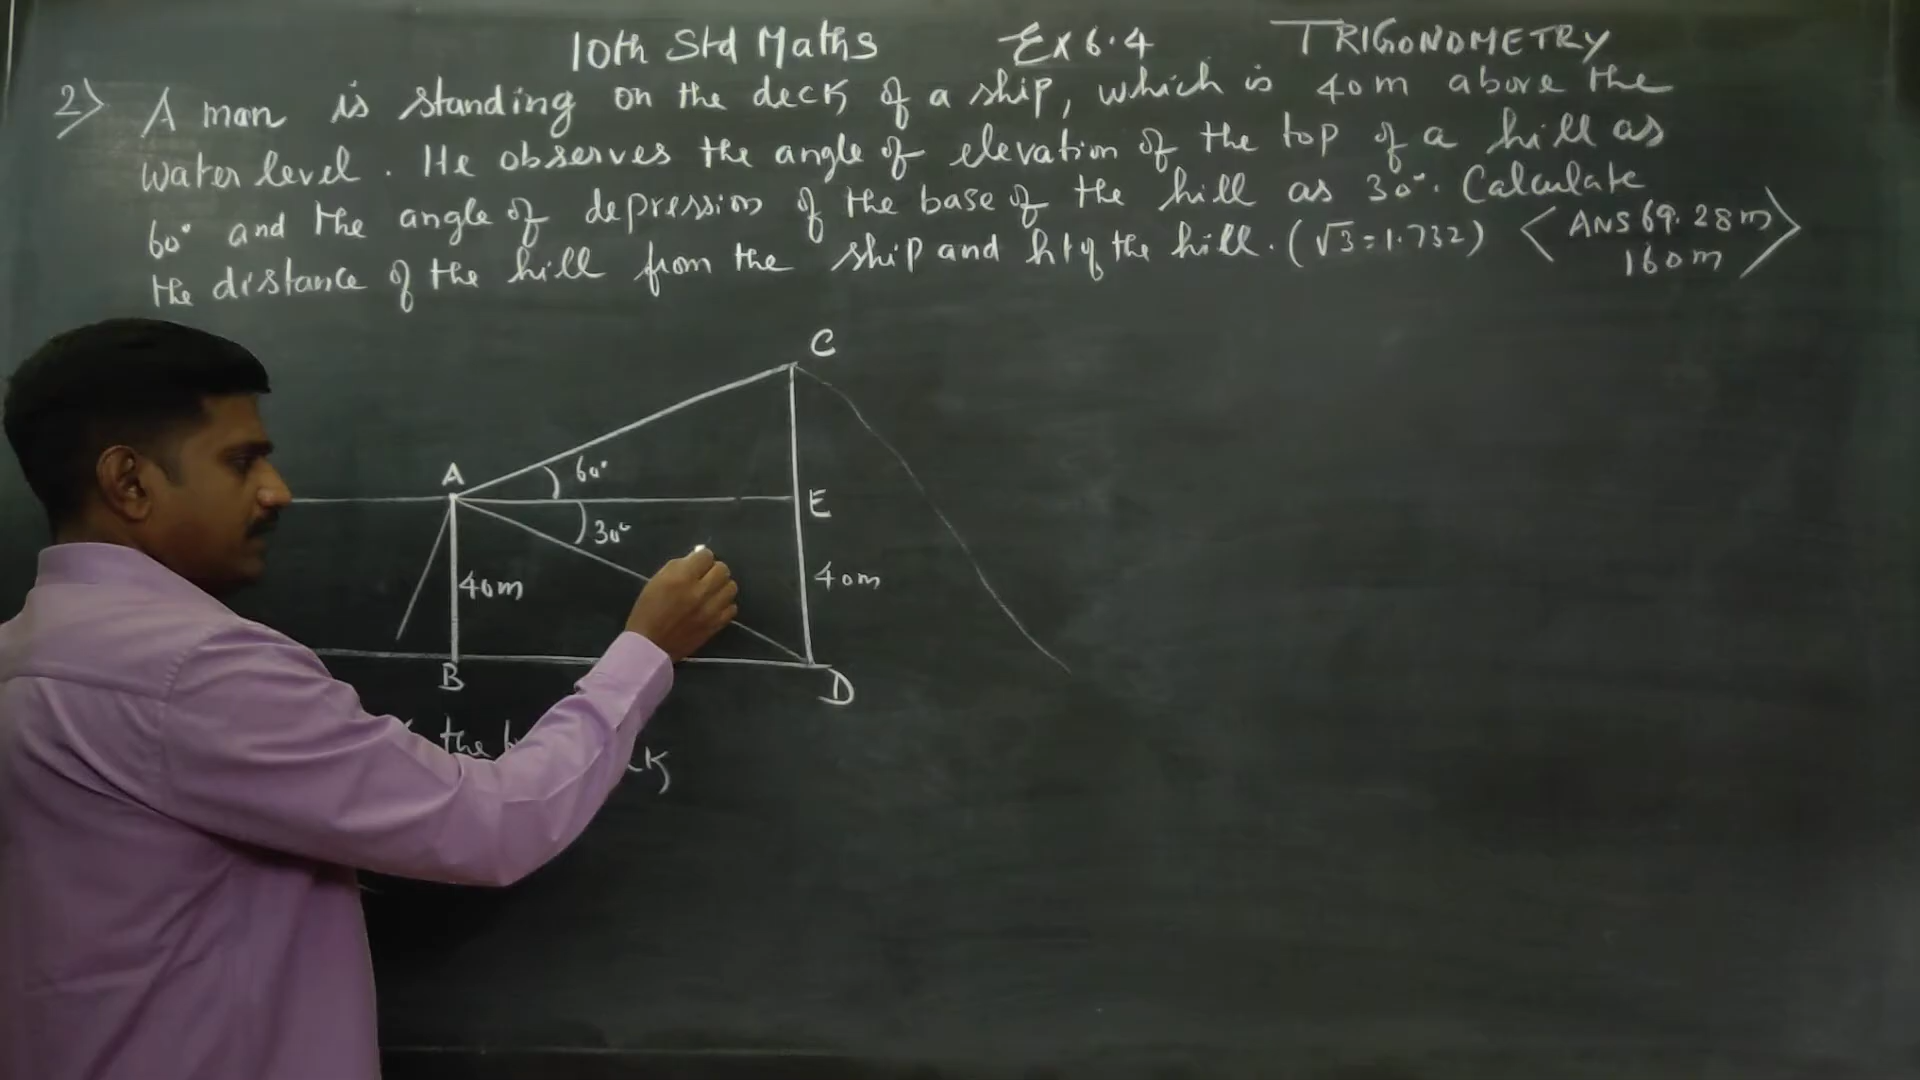 10th Std Maths Ex 6.4 TRIGONOMETRY
2) A man is standing on the deck of a ship, which is 40m above the
water level. He observes the angle of elevation of the top of a hill as
60° and the angle of depression of the base of the hill as 30°. Calculate
the distance of the hill from the ship and ht of the hill. (√3=1.732)
<ANS 69.28m
160m>
C
A
60°
E
30°
40m
40m
B
D
the